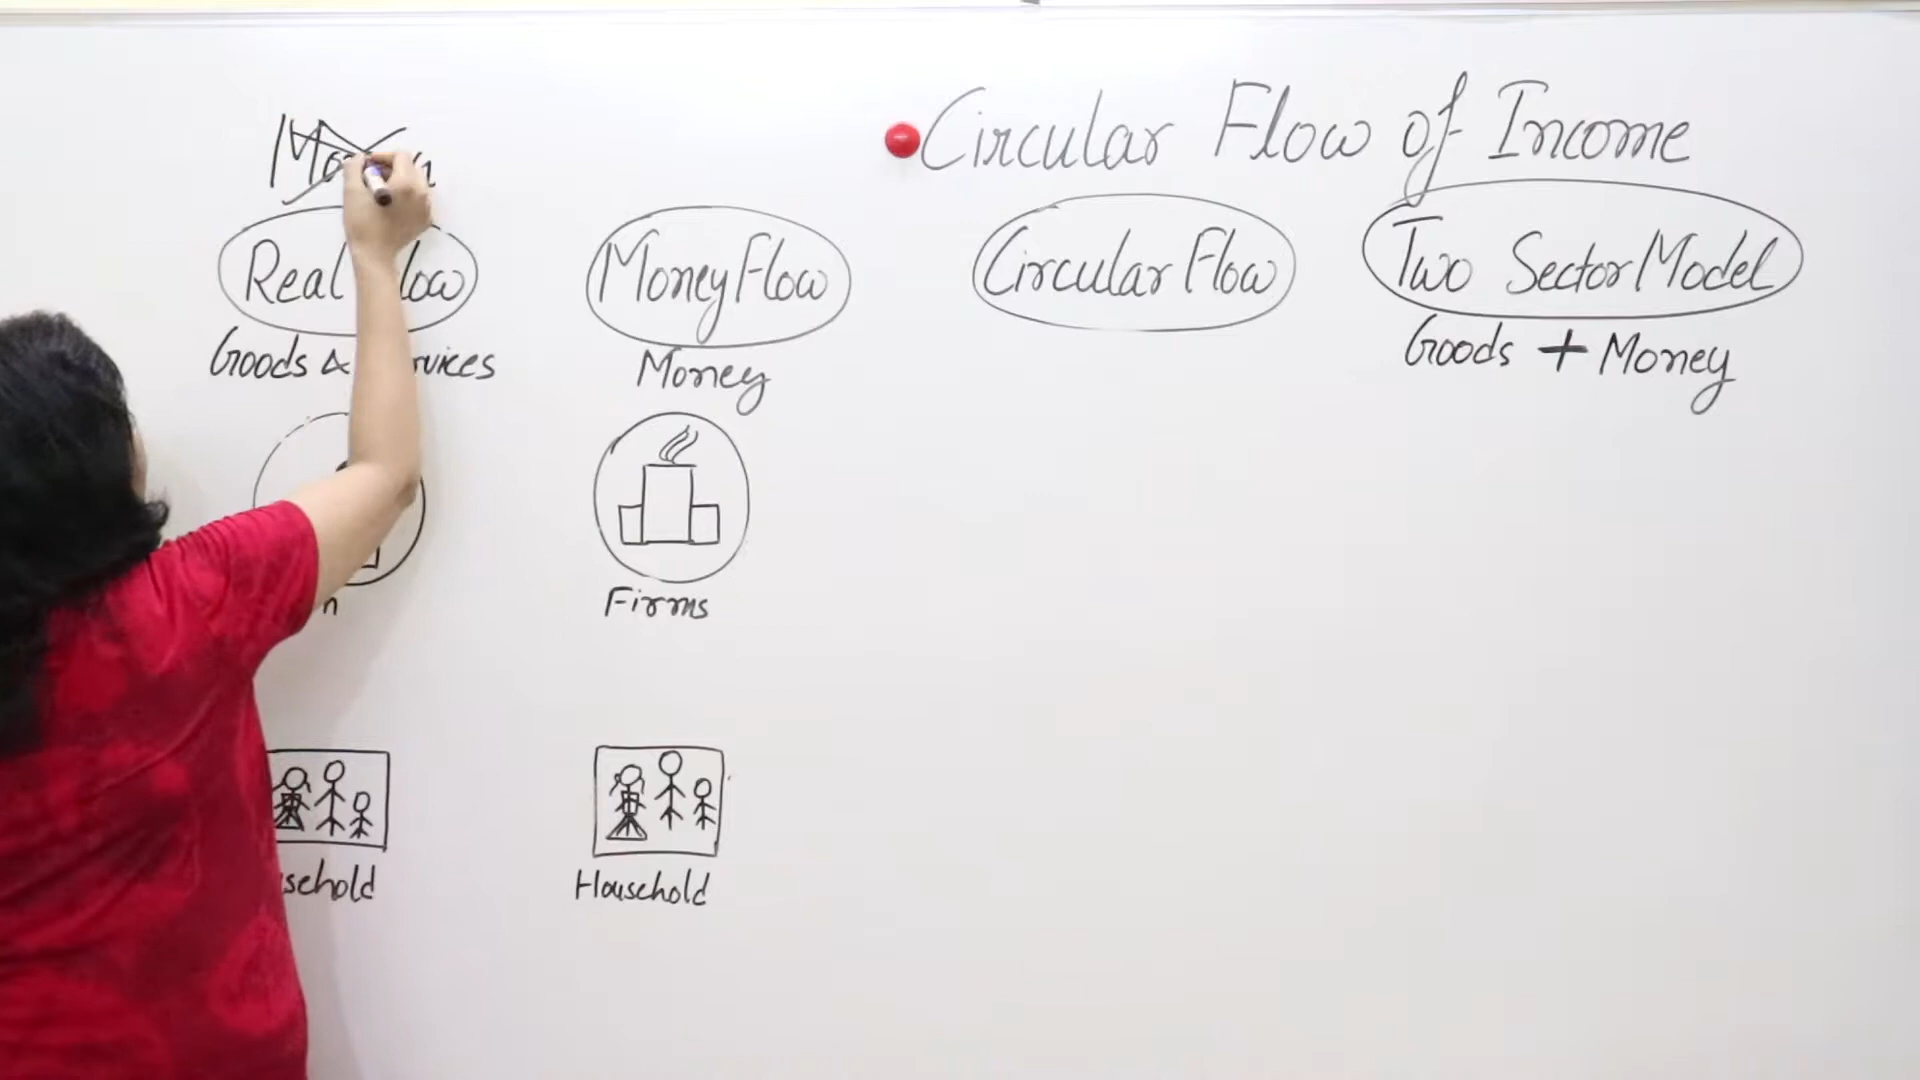 Circular Flow of Income
Real Flow
Money Flow
Circular Flow
Two Sector Model
Goods & Services
Money
Goods + Money
Firms
Household